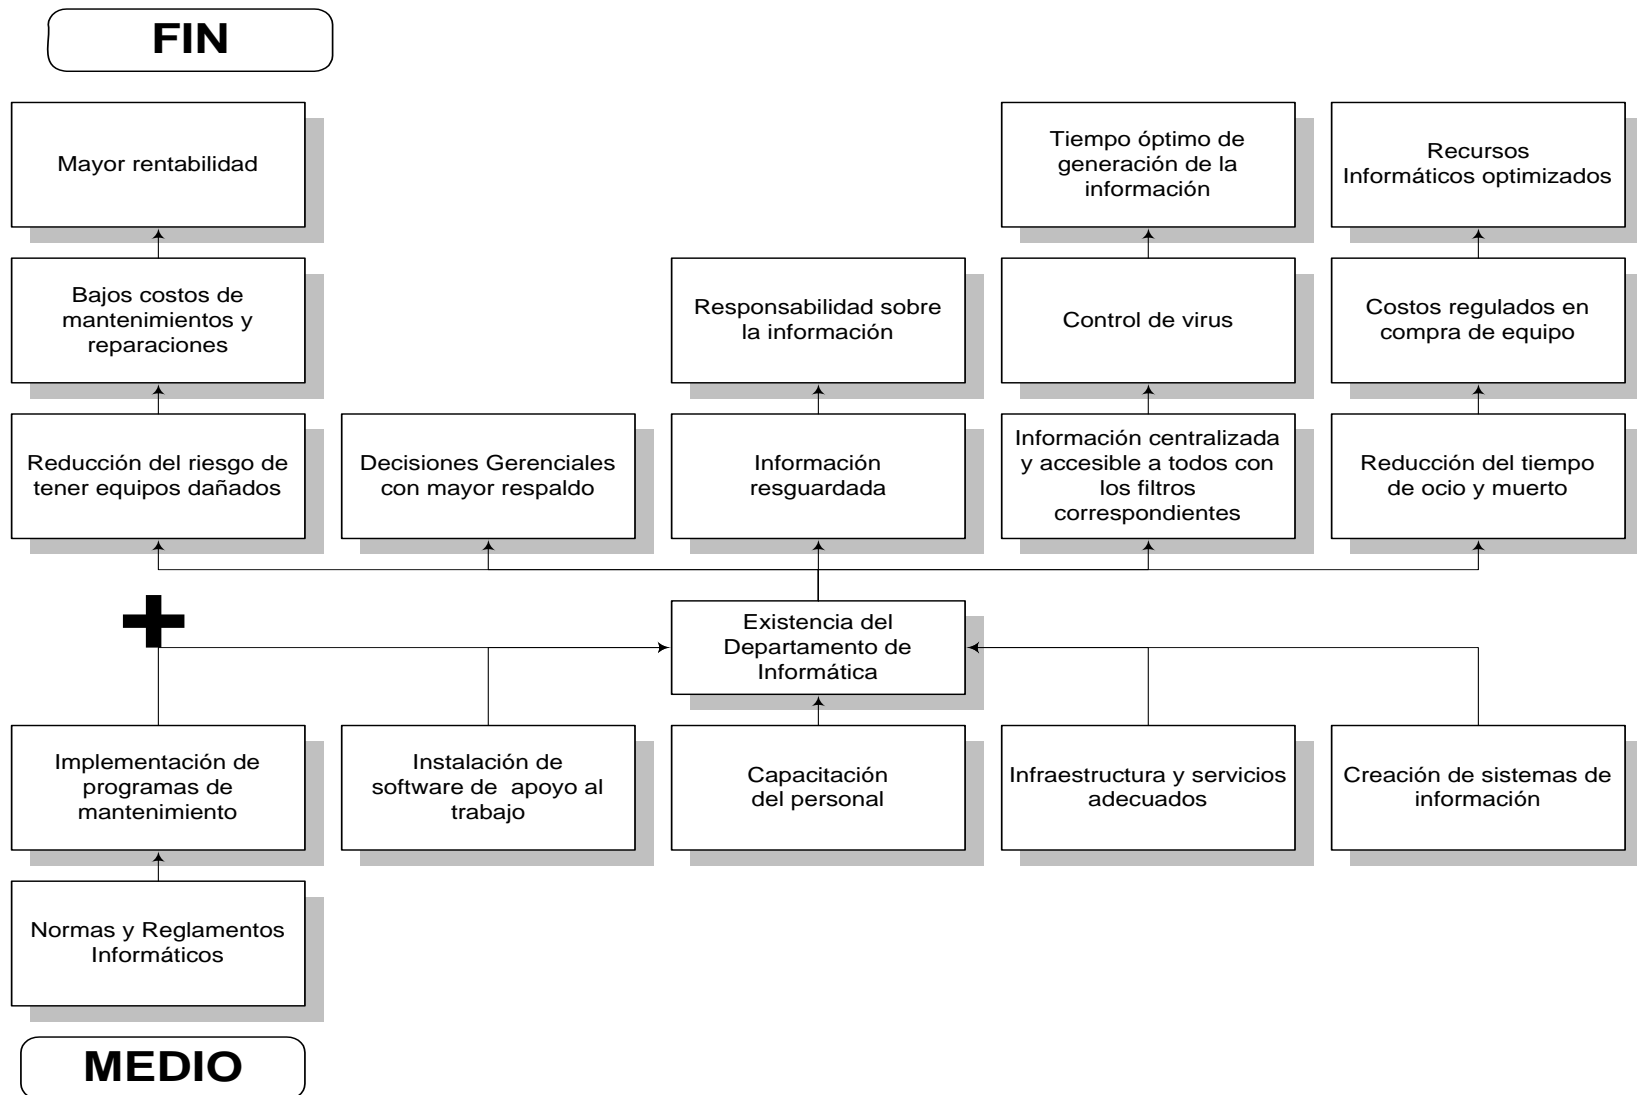 FIN
Mayor rentabilidad
Tiempo óptimo de
generación de la
información
Recursos
Informáticos optimizados
Bajos costos de
mantenimientos y
reparaciones
Responsabilidad sobre
la información
Control de virus
Costos regulados en
compra de equipo
Reducción del riesgo de
tener equipos dañados
Decisiones Gerenciales
con mayor respaldo
Información
resguardada
Información centralizada
y accesible a todos con
los filtros
correspondientes
Reducción del tiempo
de ocio y muerto
Existencia del
Departamento de
Informática
Implementación de
programas de
mantenimiento
Instalación de
software de apoyo al
trabajo
Capacitación
del personal
Infraestructura y servicios
adecuados
Creación de sistemas de
información
Normas y Reglamentos
Informáticos
MEDIO